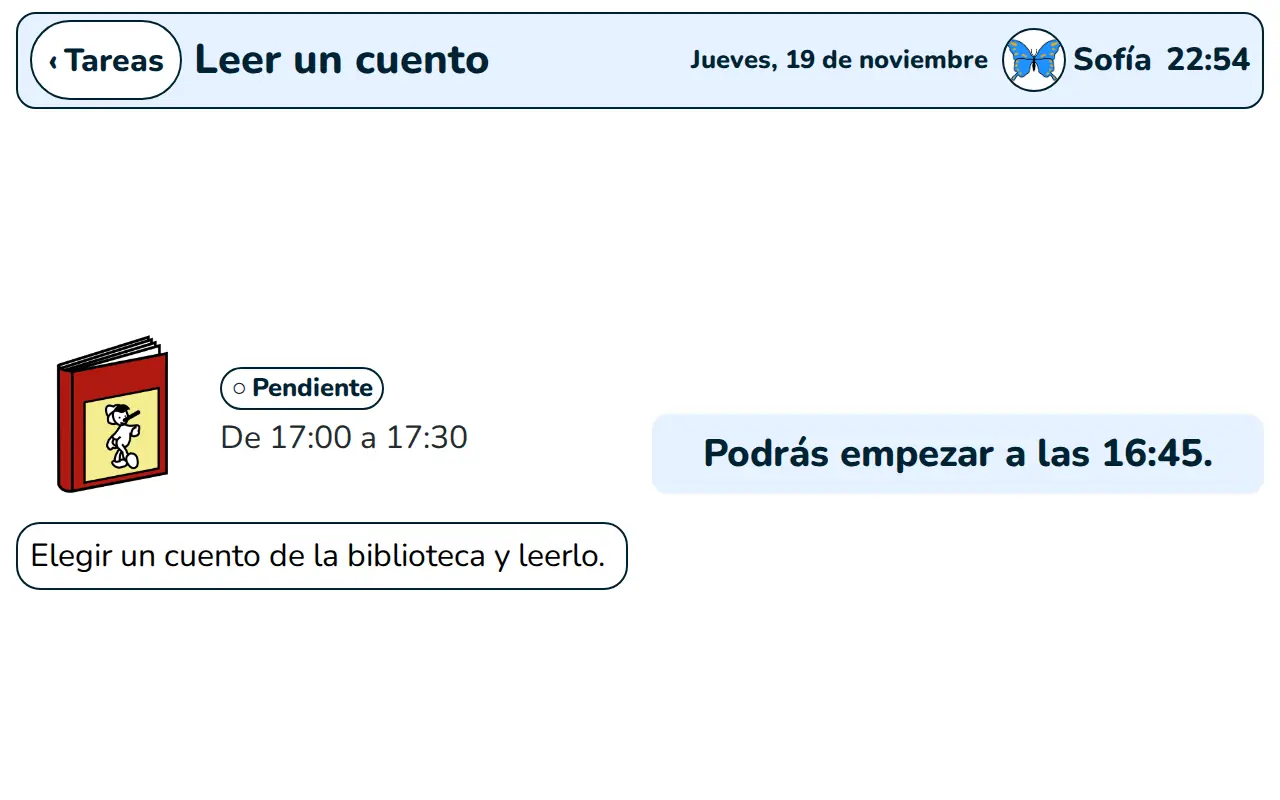 ‹ Tareas
Leer un cuento
Jueves, 19 de noviembre
Sofía 22:54
○ Pendiente
De 17:00 a 17:30
Podrás empezar a las 16:45.
Elegir un cuento de la biblioteca y leerlo.